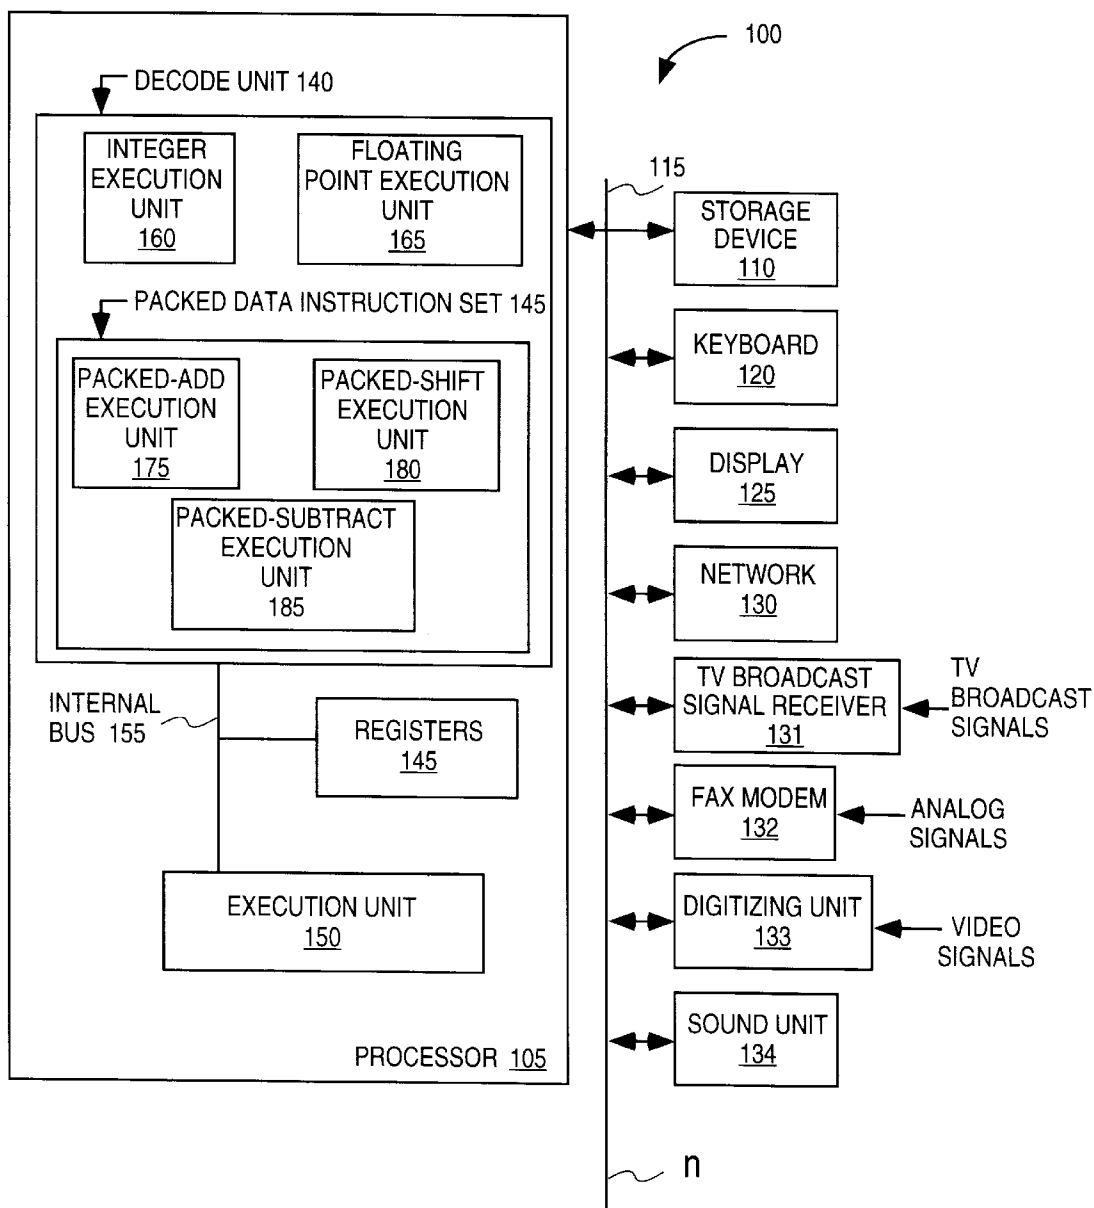 100
DECODE UNIT 140
INTEGER
EXECUTION
UNIT
160
FLOATING
POINT EXECUTION
UNIT
165
PACKED DATA INSTRUCTION SET 145
PACKED-ADD
EXECUTION
UNIT
175
PACKED-SHIFT
EXECUTION
UNIT
180
PACKED-SUBTRACT
EXECUTION
UNIT
185
INTERNAL
BUS 155
REGISTERS
145
EXECUTION UNIT
150
PROCESSOR 105
115
STORAGE
DEVICE
110
KEYBOARD
120
DISPLAY
125
NETWORK
130
TV BROADCAST
SIGNAL RECEIVER
131
TV
BROADCAST
SIGNALS
FAX MODEM
132
ANALOG
SIGNALS
DIGITIZING UNIT
133
VIDEO
SIGNALS
SOUND UNIT
134
n